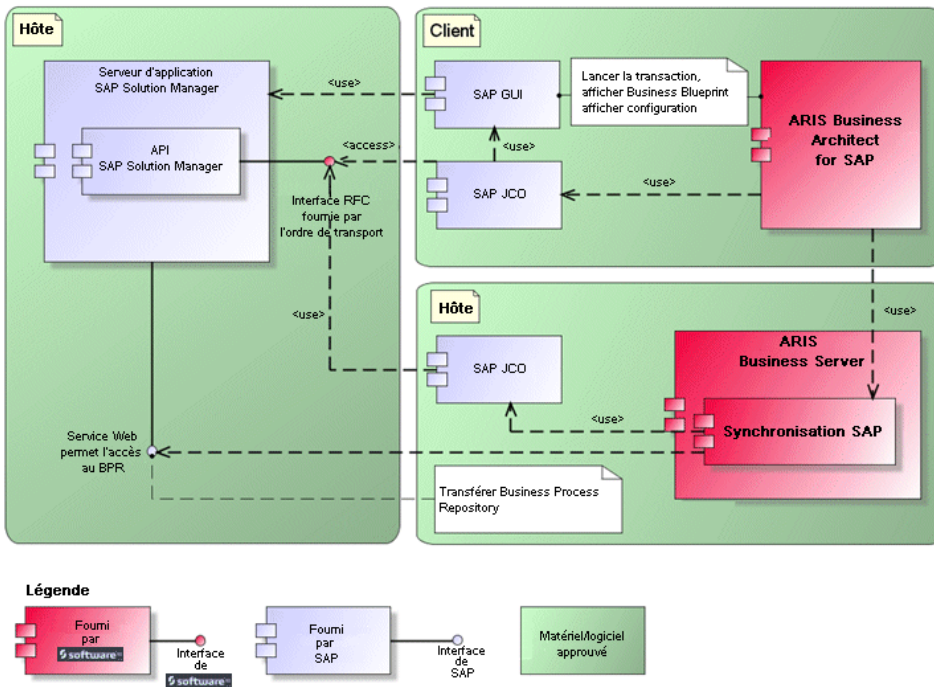 Hôte
Serveur d'application
SAP Solution Manager
API
SAP Solution Manager
<use>
<access>
Interface RFC
fournie par
l'ordre de transport
<use>
Service Web
permet l'accès
au BPR
Client
SAP GUI
Lancer la transaction,
afficher Business Blueprint
afficher configuration
ARIS Business
Architect
for SAP
<use>
SAP JCO
<use>
<use>
Hôte
SAP JCO
<use>
ARIS
Business Server
Synchronisation SAP
Transférer Business Process
Repository
Légende
Fourni
par
software
Interface
de
software
Fourni
par
SAP
Interface
de
SAP
Matériel/logiciel
approuvé